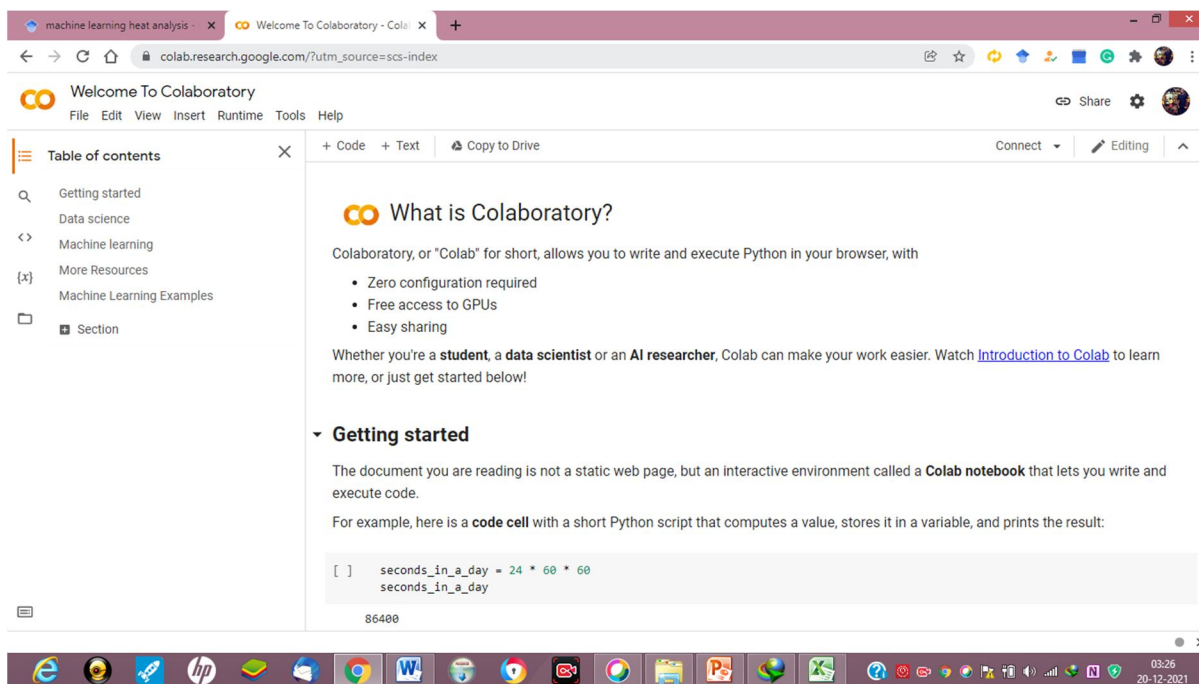 machine learning heat analysis -
Welcome To Colaboratory - Cola
colab.research.google.com/?utm_source=scs-index
Welcome To Colaboratory
File Edit View Insert Runtime Tools Help
Share
Table of contents
+ Code + Text Copy to Drive
Connect Editing
Getting started
Data science
Machine learning
More Resources
Machine Learning Examples
Section
CO What is Colaboratory?
Colaboratory, or "Colab" for short, allows you to write and execute Python in your browser, with
• Zero configuration required
• Free access to GPUs
• Easy sharing
Whether you're a student, a data scientist or an AI researcher, Colab can make your work easier. Watch Introduction to Colab to learn
more, or just get started below!
Getting started
The document you are reading is not a static web page, but an interactive environment called a Colab notebook that lets you write and
execute code.
For example, here is a code cell with a short Python script that computes a value, stores it in a variable, and prints the result:
[ ] seconds_in_a_day = 24 * 60 * 60
seconds_in_a_day
86400
03:26
20-12-2021